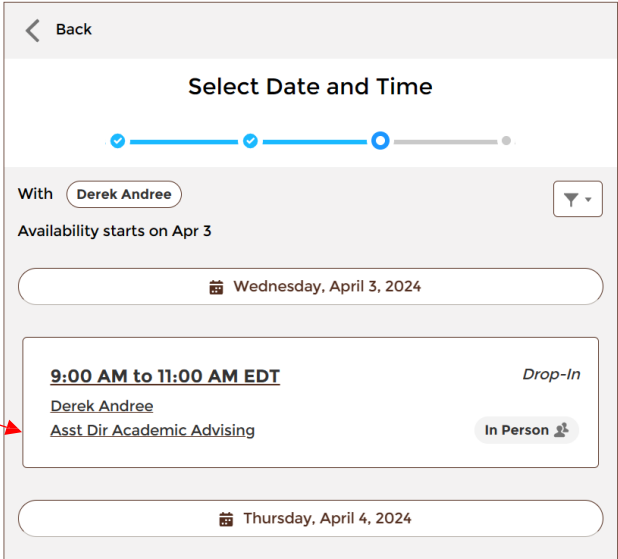 Back
Select Date and Time
With Derek Andree
Availability starts on Apr 3
Wednesday, April 3, 2024
9:00 AM to 11:00 AM EDT Drop-In
Derek Andree
Asst Dir Academic Advising In Person
Thursday, April 4, 2024